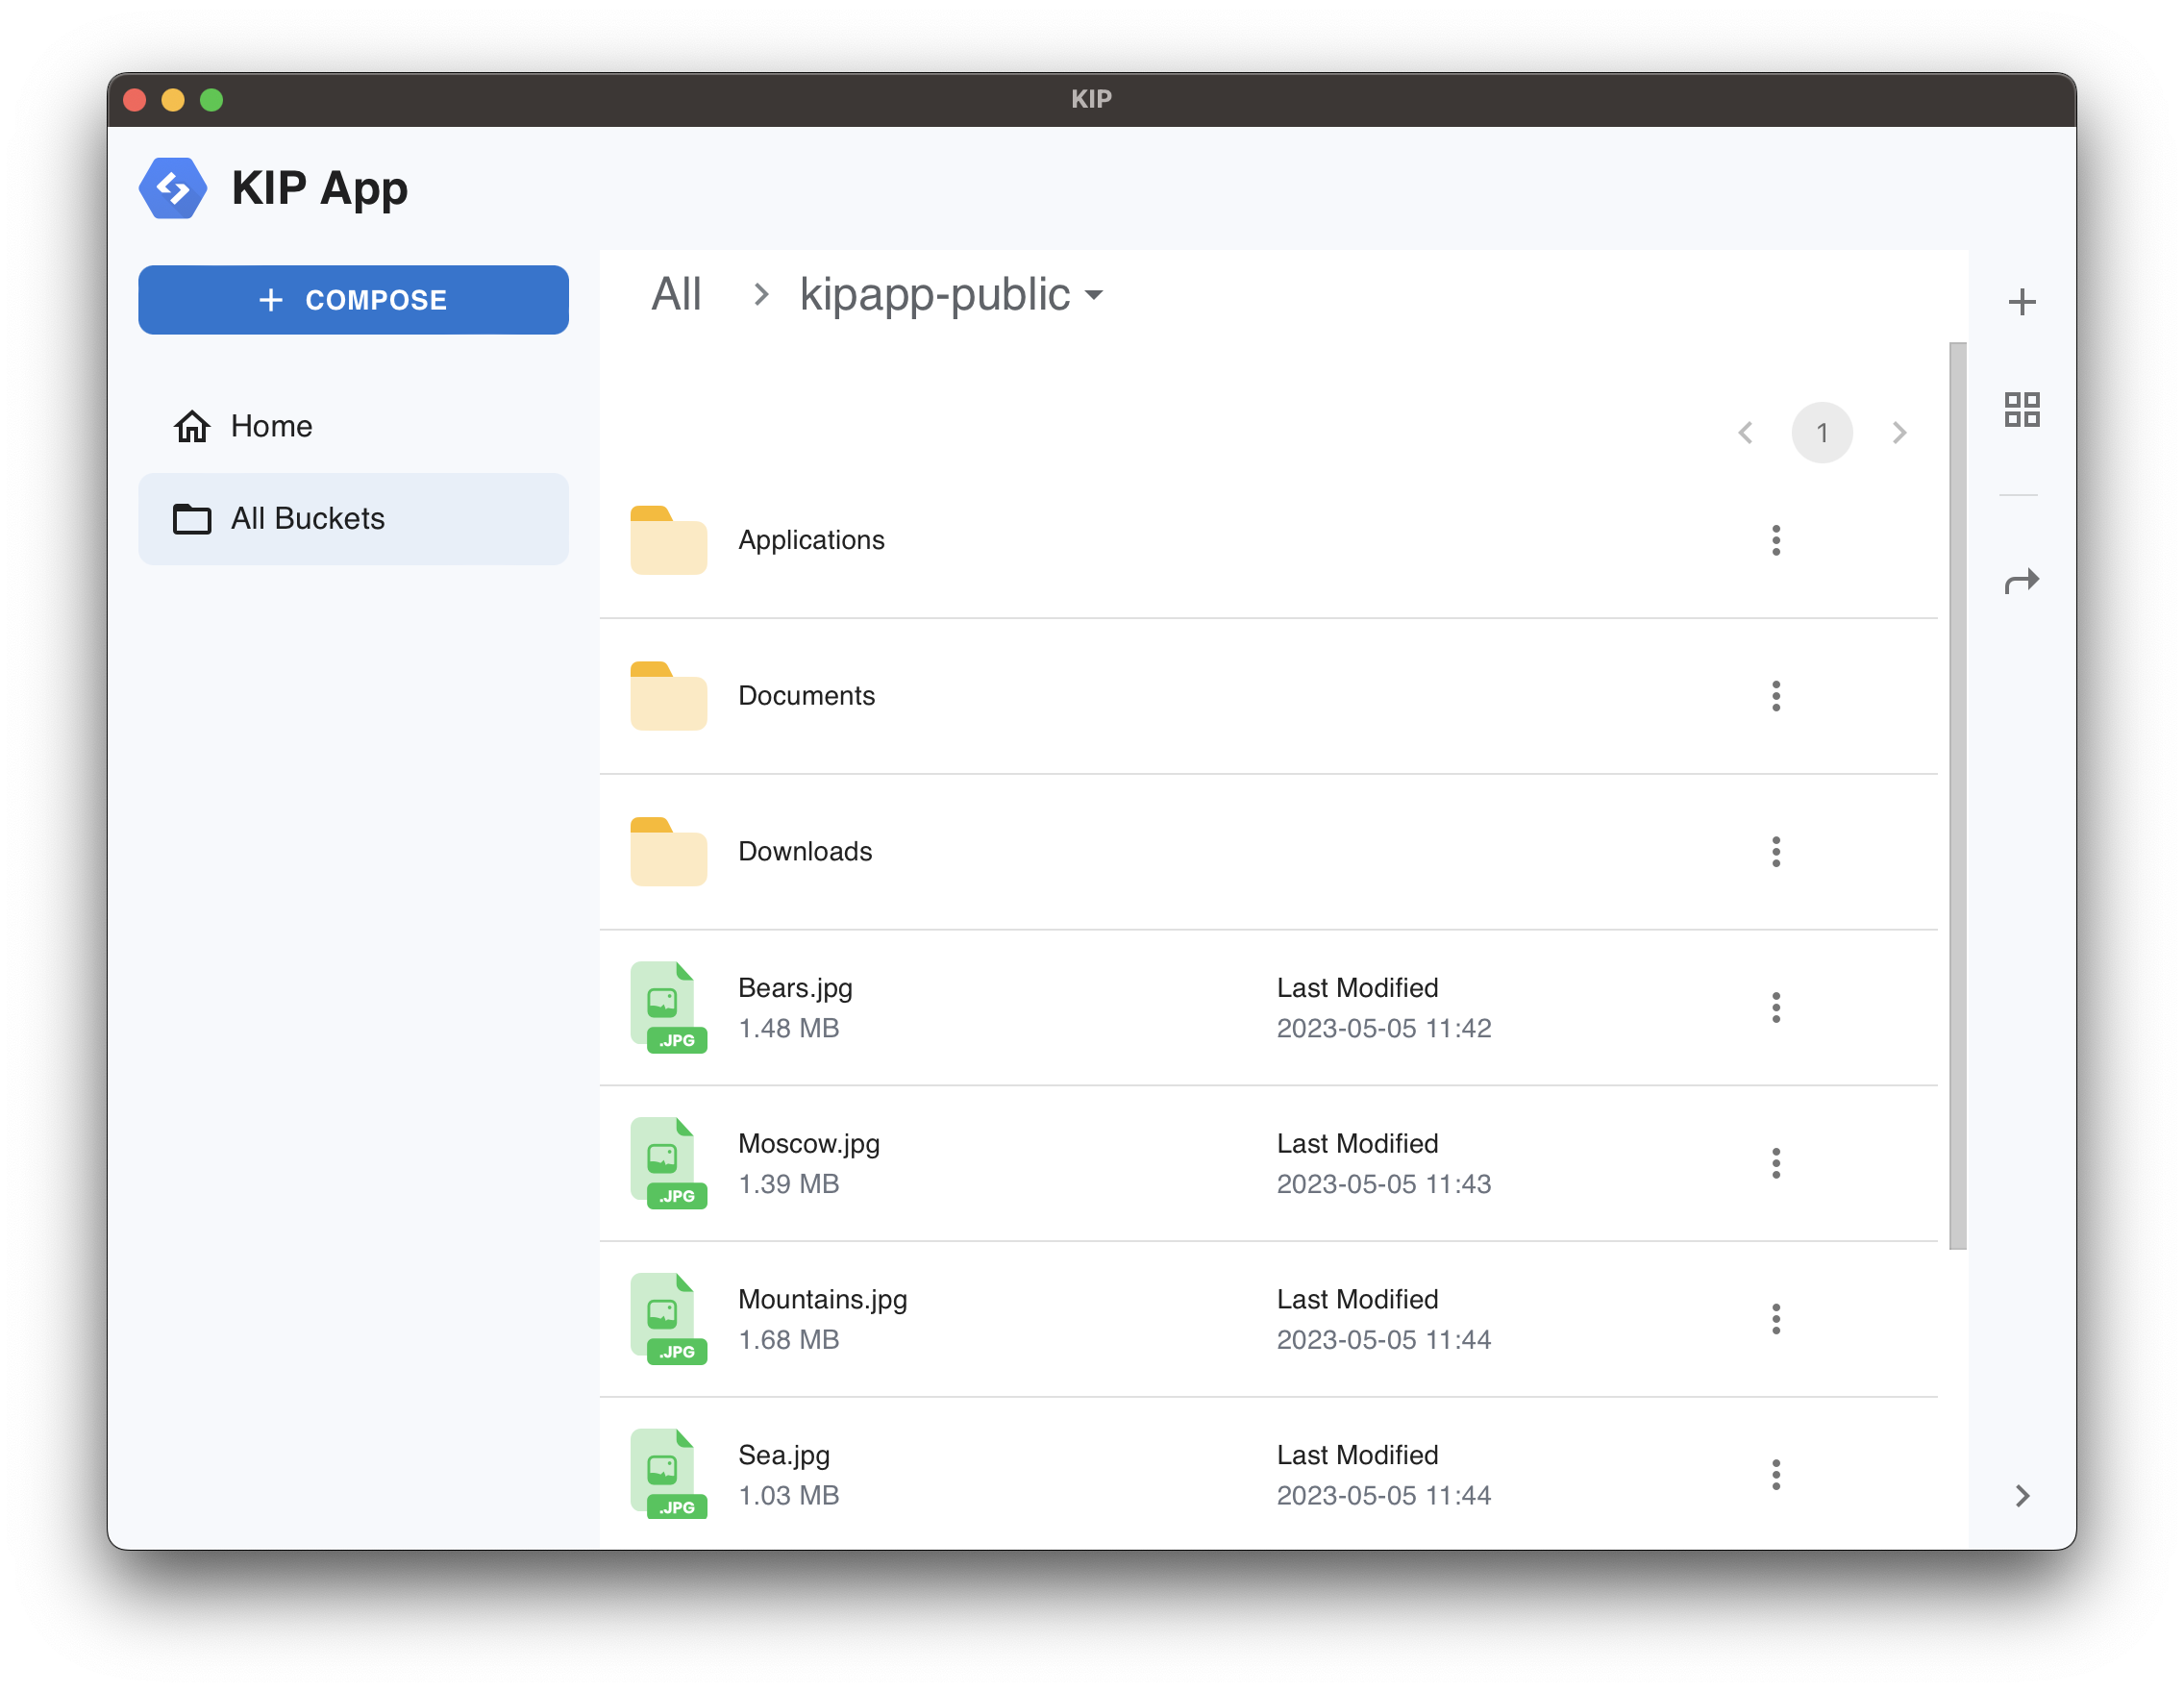 KIP
KIP App
COMPOSE
Home
All Buckets
All
kipapp-public
1
Applications
Documents
Downloads
Bears.jpg
1.48 MB
Last Modified
2023-05-05 11:42
.JPG
Moscow.jpg
1.39 MB
Last Modified
2023-05-05 11:43
.JPG
Mountains.jpg
1.68 MB
Last Modified
2023-05-05 11:44
.JPG
Sea.jpg
1.03 MB
Last Modified
2023-05-05 11:44
.JPG